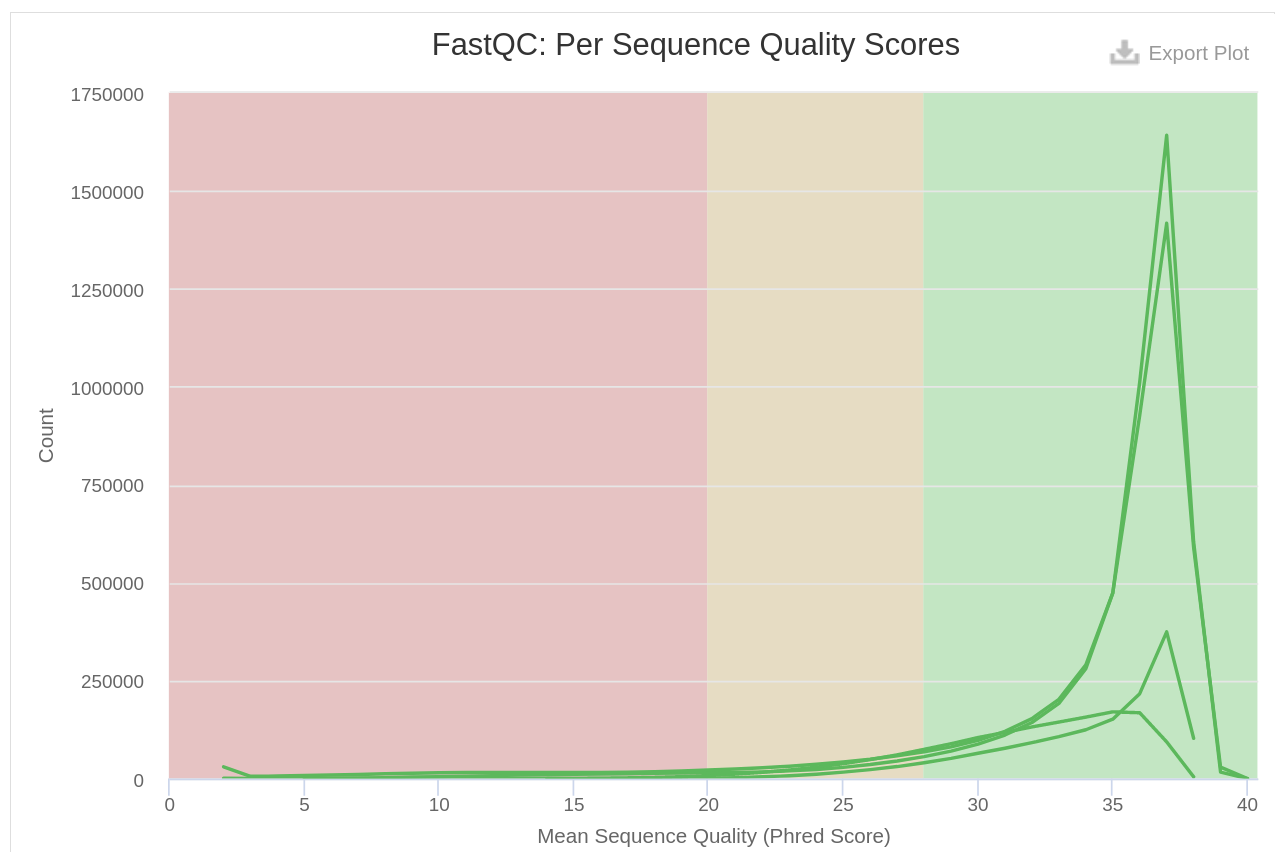 FastQC: Per Sequence Quality Scores
Export Plot
1750000
1500000
1250000
1000000
750000
500000
250000
0
Count
0 5 10 15 20 25 30 35 40
Mean Sequence Quality (Phred Score)